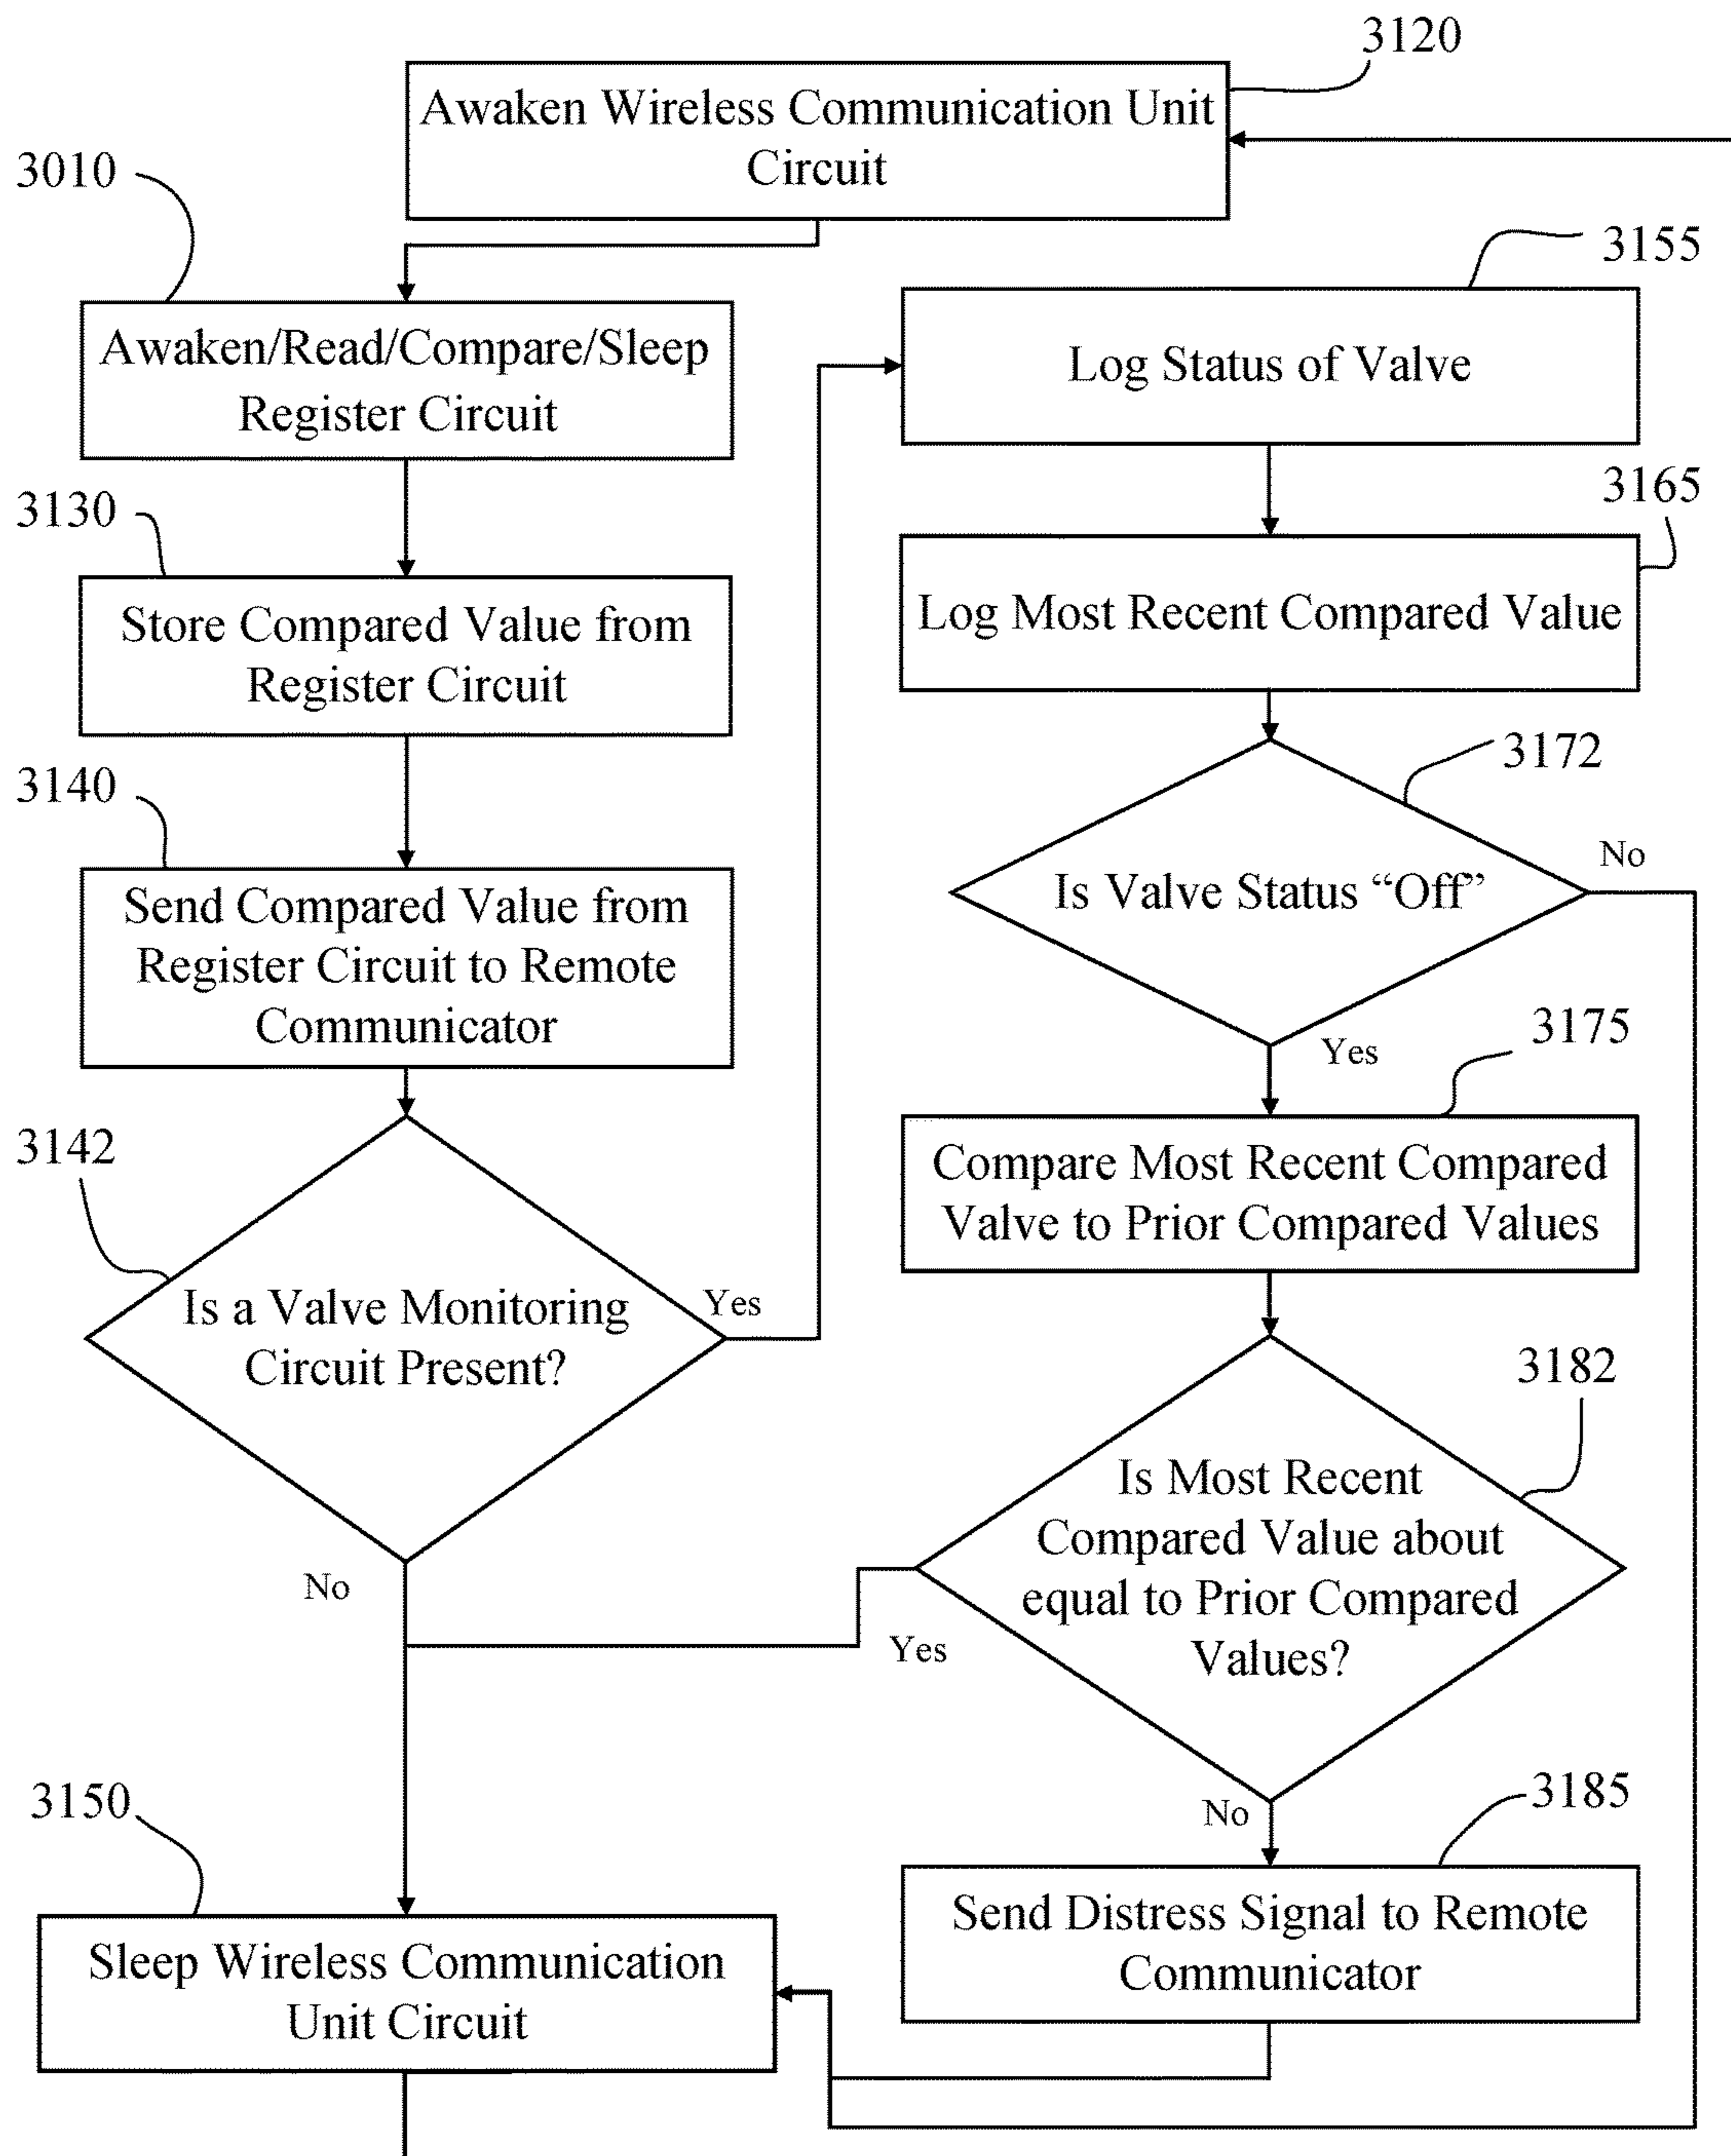 3120
Awaken Wireless Communication Unit
Circuit
3010
Awaken/Read/Compare/Sleep
Register Circuit
3130
Store Compared Value from
Register Circuit
3140
Send Compared Value from
Register Circuit to Remote
Communicator
3142
Is a Valve Monitoring
Circuit Present?
Yes
No
3150
Sleep Wireless Communication
Unit Circuit
3155
Log Status of Valve
3165
Log Most Recent Compared Value
3172
Is Valve Status “Off”
No
Yes
3175
Compare Most Recent Compared
Valve to Prior Compared Values
3182
Is Most Recent
Compared Value about
equal to Prior Compared
Values?
Yes
No
3185
Send Distress Signal to Remote
Communicator